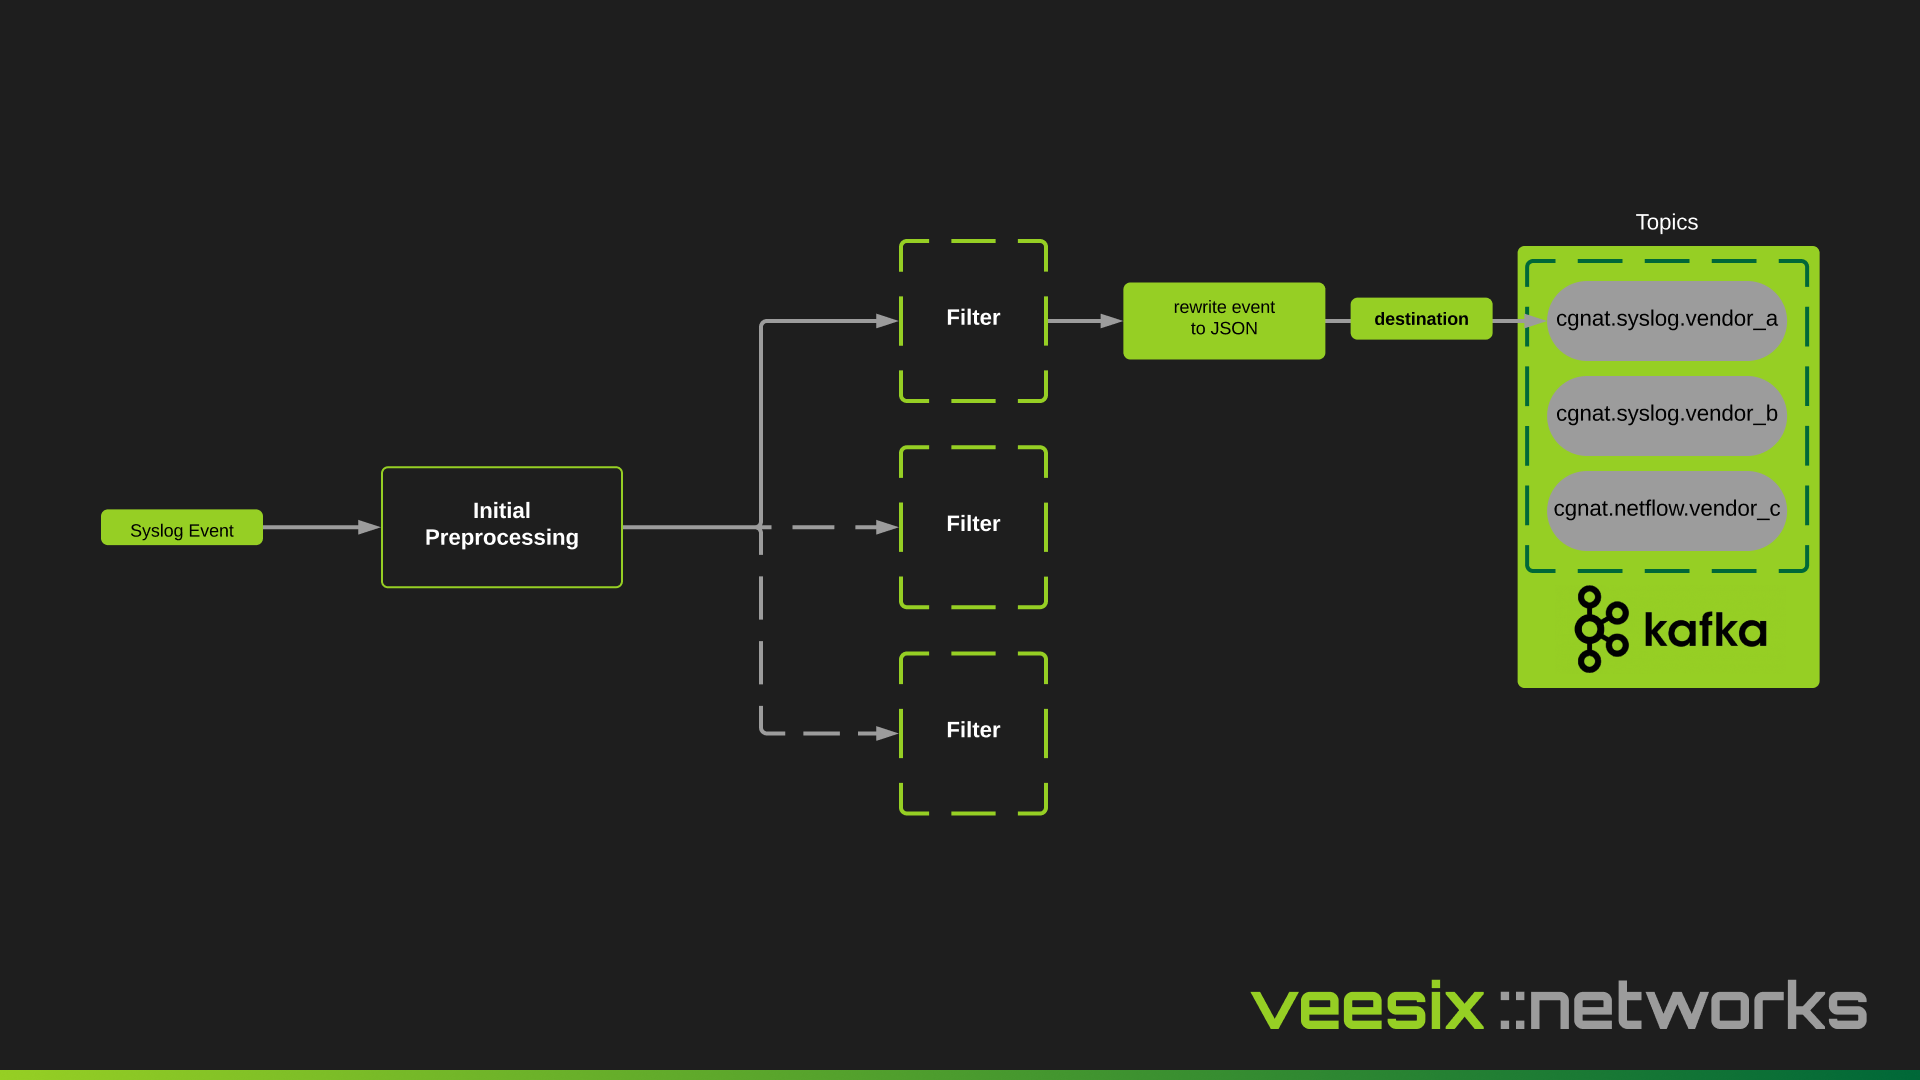 Topics
Filter
rewrite event
to JSON
destination
cgnat.syslog.vendor_a
cgnat.syslog.vendor_b
cgnat.netflow.vendor_c
Syslog Event
Initial
Preprocessing
Filter
kafka
Filter
veesix ::networks